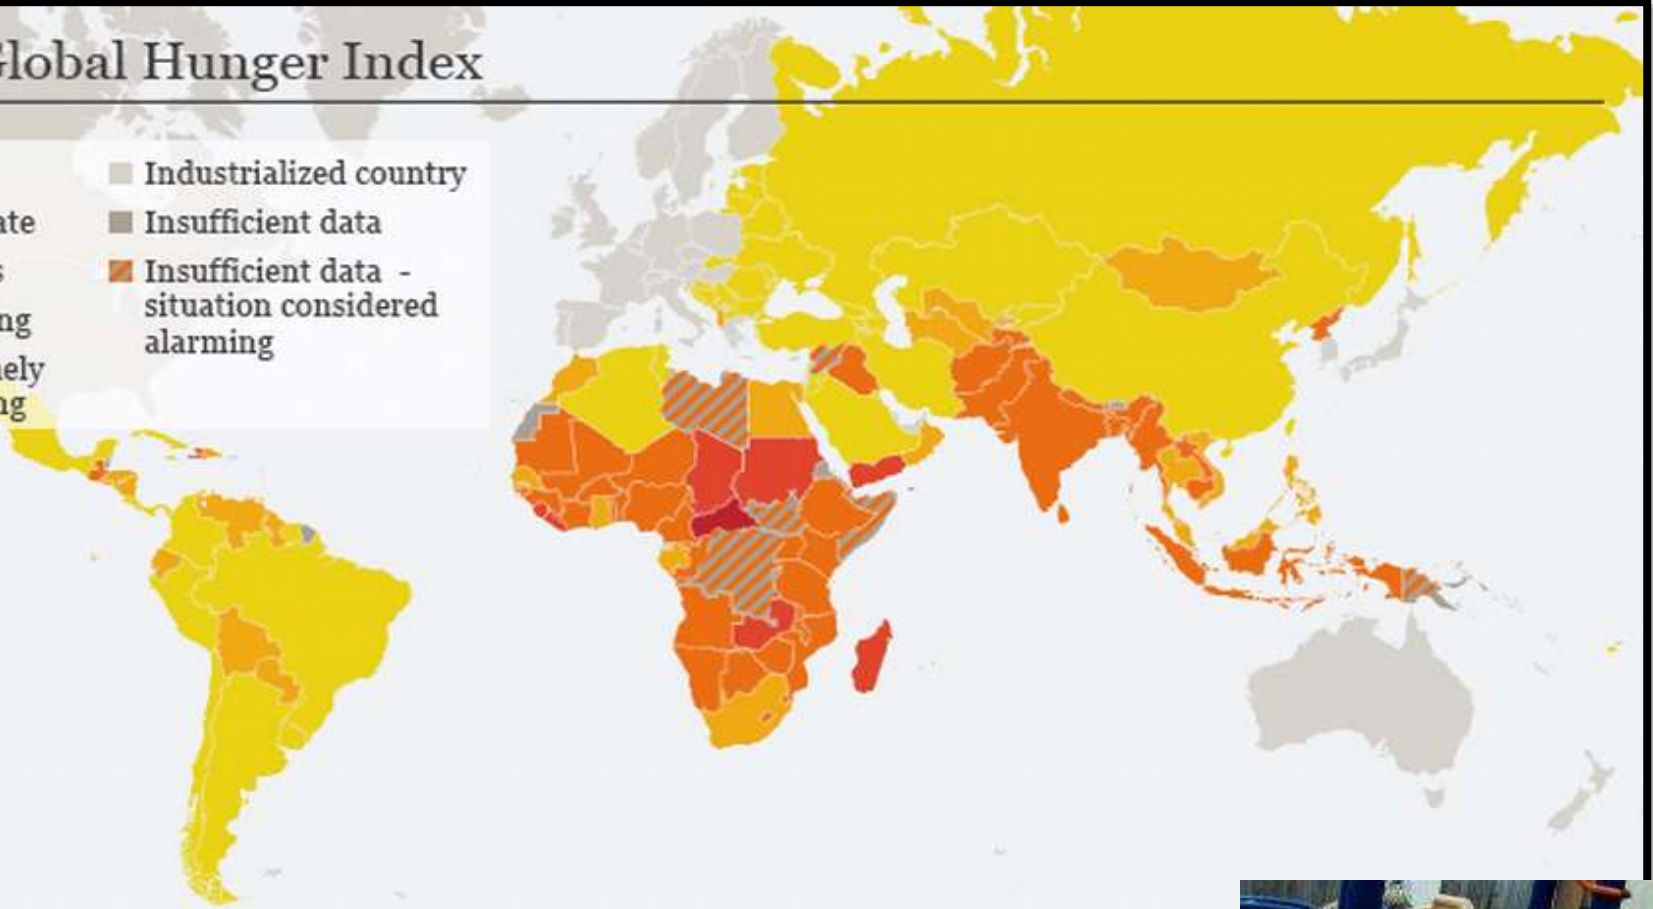 Global Hunger Index
Industrialized country
Insufficient data
Insufficient data -
situation considered
alarming